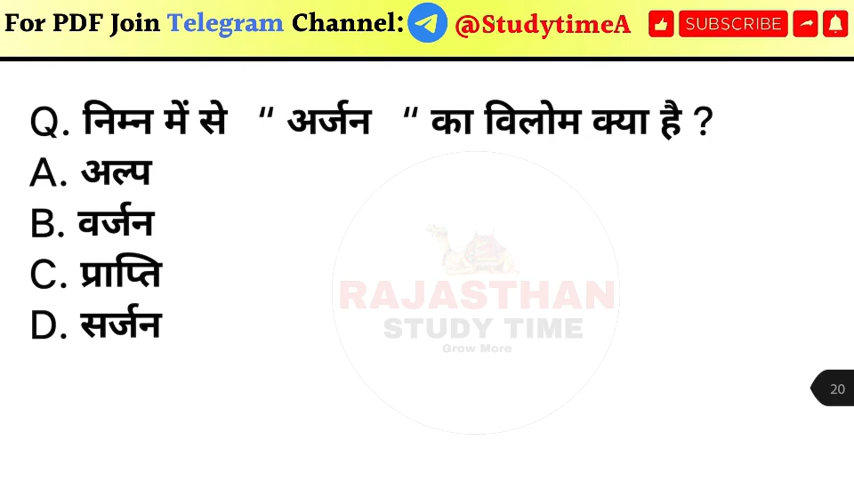 For PDF Join Telegram Channel: @StudytimeA SUBSCRIBE
Q. निम्न में से “ अर्जन “ का विलोम क्या है ?
A. अल्प
B. वर्जन
C. प्राप्ति
D. सर्जन
RAJASTHAN
STUDY TIME
Grow More
20